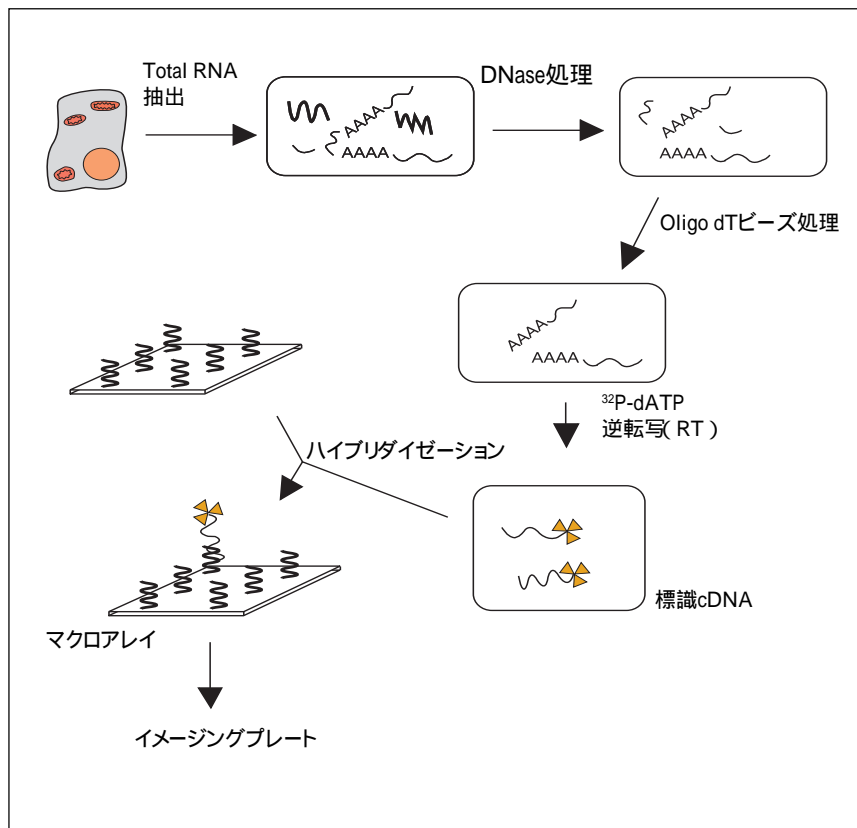 Total RNA
抽出
DNase処理
AAAA
AAAA
AAAA
AAAA
Oligo dTビーズ処理
AAAA
AAAA
32P-dATP
逆転写( RT )
ハイブリダイゼーション
標識cDNA
マクロアレイ
イメージングプレート